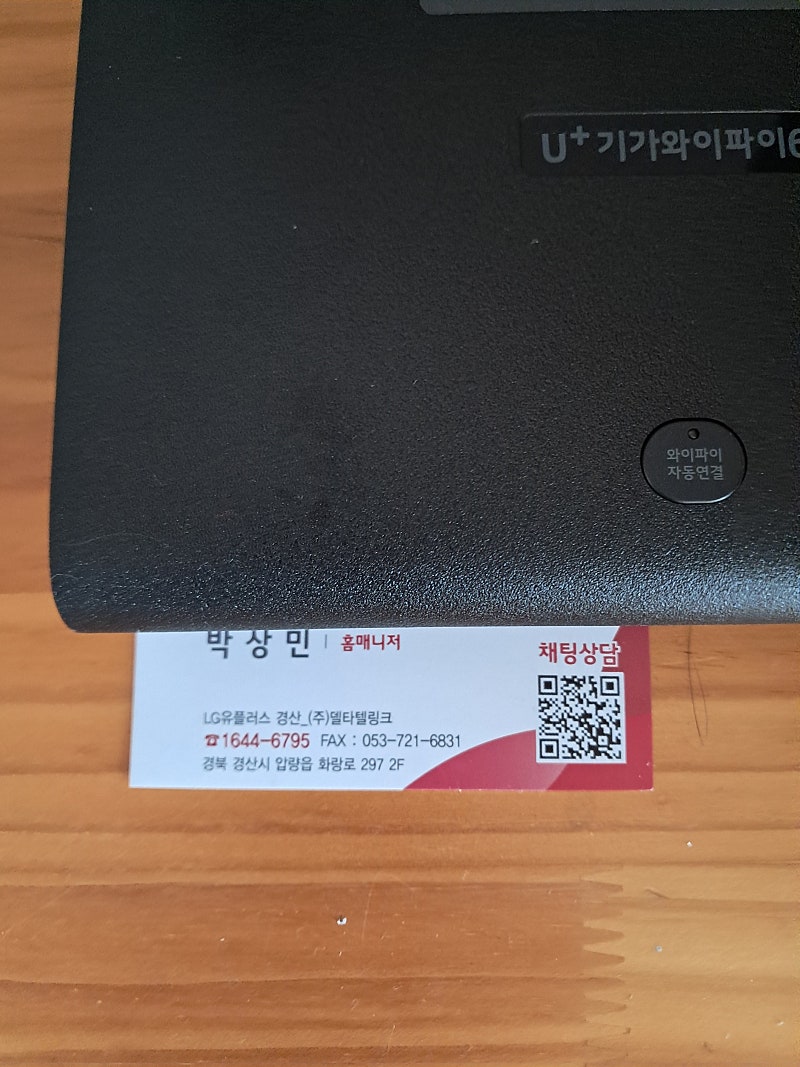 U+기가와이파이6
와이파이
자동연결
박상민 | 홈매니저
채팅상담
LG유플러스 경산_(주)델타텔링크
☎1644-6795 FAX : 053-721-6831
경북 경산시 압량읍 화랑로 297 2F